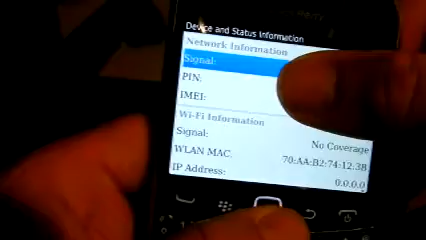 Device and Status Information
Network Information
Signal:
PIN:
IMEI:
Wi-Fi Information
Signal: No Coverage
WLAN MAC: 70:AA:B2:74:12:3B
IP Address: 0.0.0.0